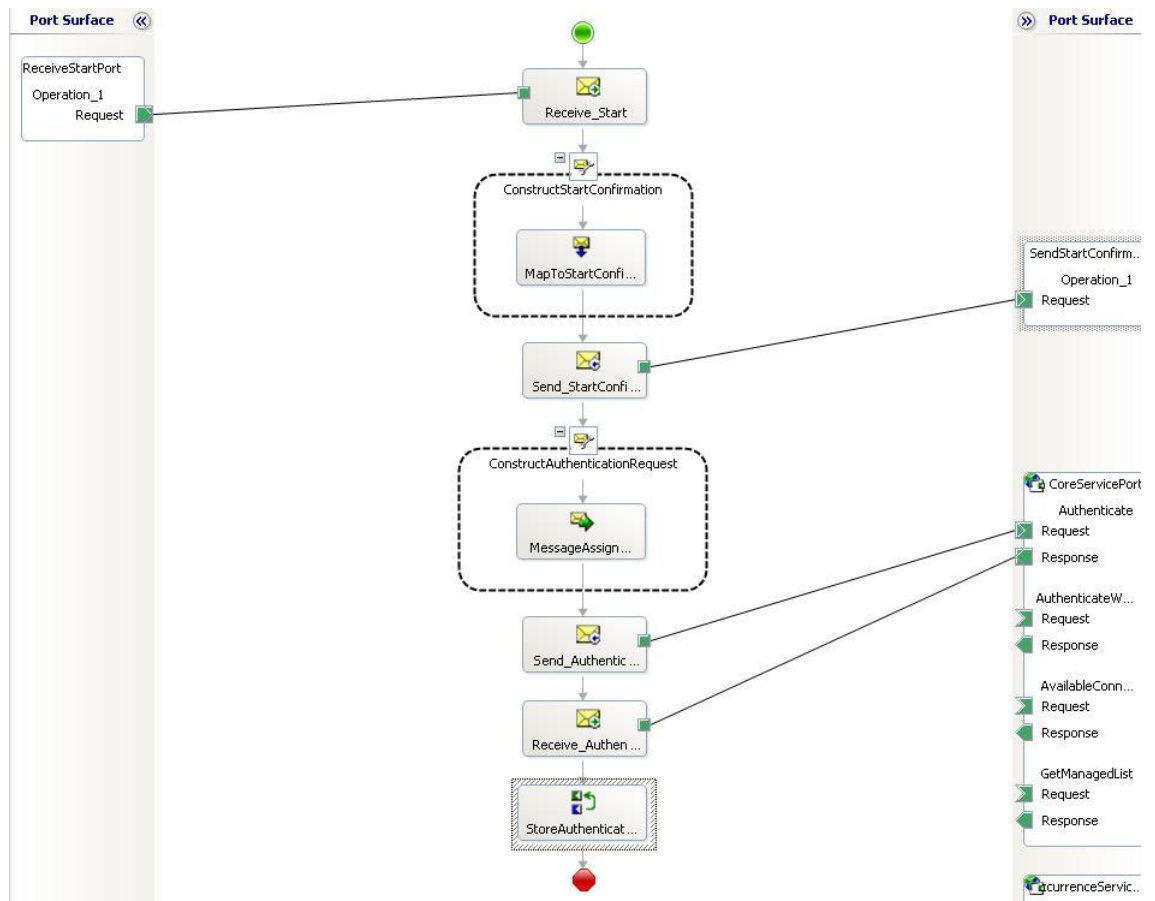 Port Surface
ReceiveStartPort
Operation_1
Request
Receive_Start
ConstructStartConfirmation
MapToStartConfi...
Send_StartConfi ...
ConstructAuthenticationRequest
MessageAssign ...
Send_Authentic ...
Receive_Authen ...
StoreAuthenticat ...
Port Surface
SendStartConfirm...
Operation_1
Request
CoreServicePort
Authenticate
Request
Response
AuthenticateW...
Request
Response
AvailableConn...
Request
Response
GetManagedList
Request
Response
ccurrenceServic...